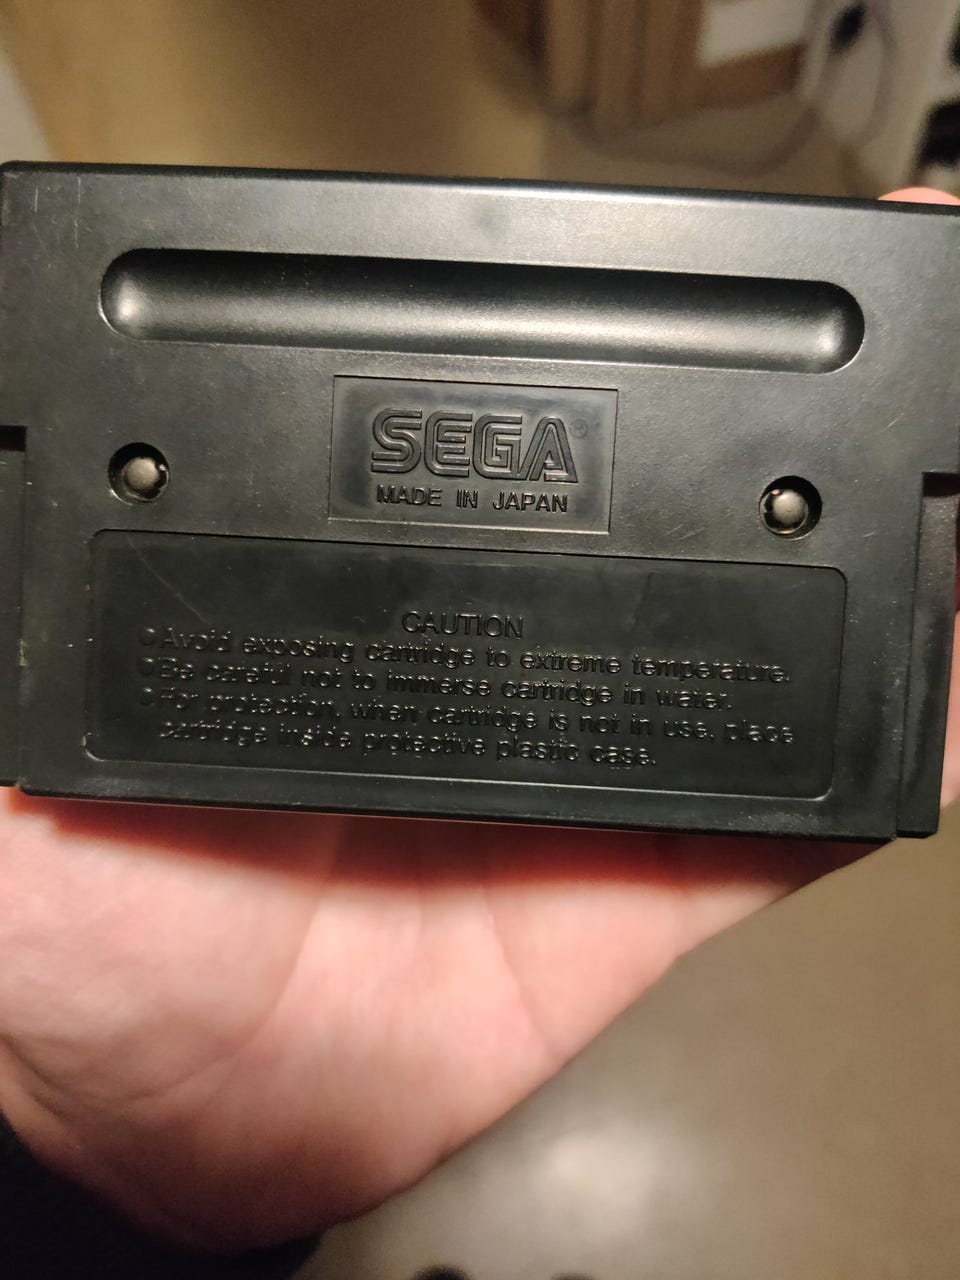 SEGA®
MADE IN JAPAN
CAUTION
●Avoid exposing cartridge to extreme temperature.
●Be careful not to immerse cartridge in water.
●For protection, when cartridge is not in use, place
cartridge inside protective plastic case.